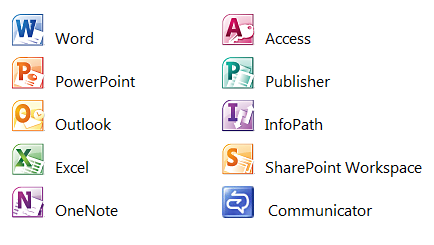 W Word
P PowerPoint
O Outlook
X Excel
N OneNote
A Access
P Publisher
I InfoPath
S SharePoint Workspace
Communicator